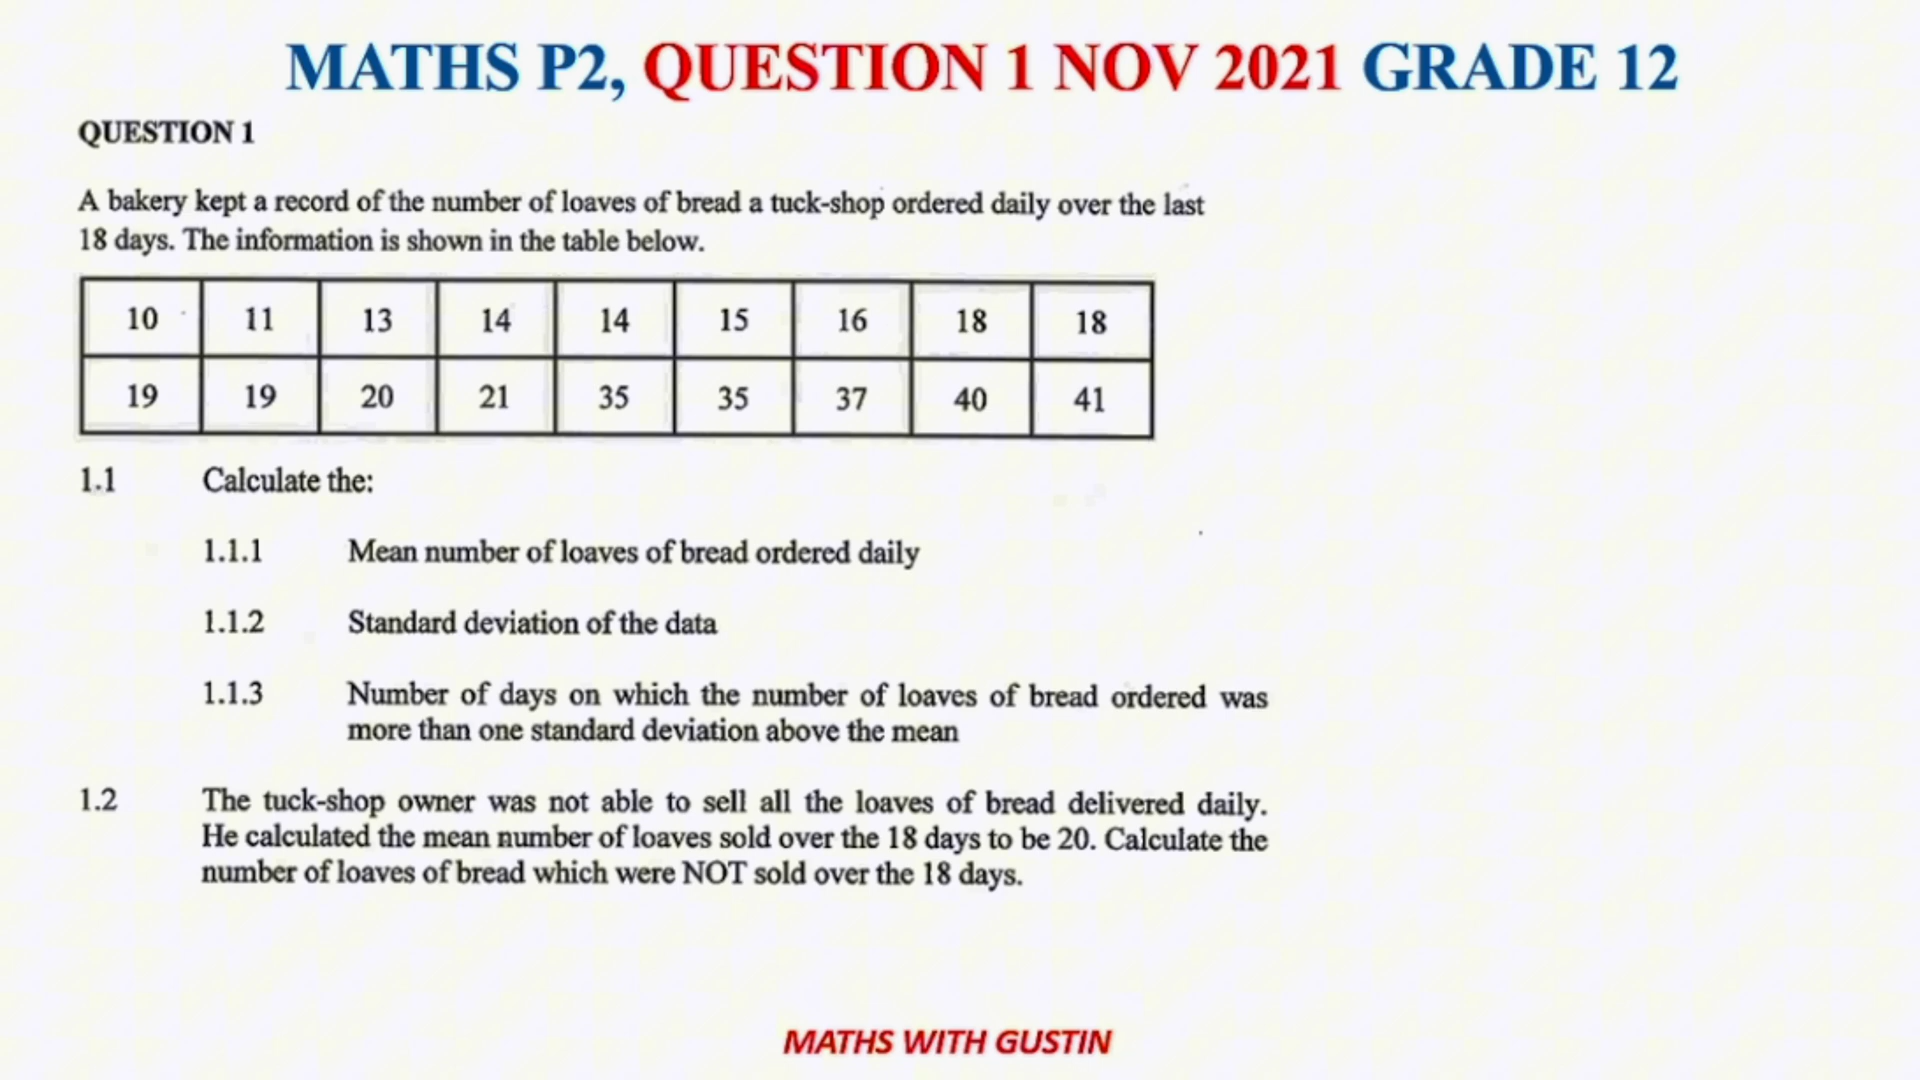 MATHS P2, QUESTION 1 NOV 2021 GRADE 12
QUESTION 1
A bakery kept a record of the number of loaves of bread a tuck-shop ordered daily over the last
18 days. The information is shown in the table below.
10 11 13 14 14 15 16 18 18
19 19 20 21 35 35 37 40 41
1.1 Calculate the:
1.1.1 Mean number of loaves of bread ordered daily
1.1.2 Standard deviation of the data
1.1.3 Number of days on which the number of loaves of bread ordered was
more than one standard deviation above the mean
1.2 The tuck-shop owner was not able to sell all the loaves of bread delivered daily.
He calculated the mean number of loaves sold over the 18 days to be 20. Calculate the
number of loaves of bread which were NOT sold over the 18 days.
MATHS WITH GUSTIN